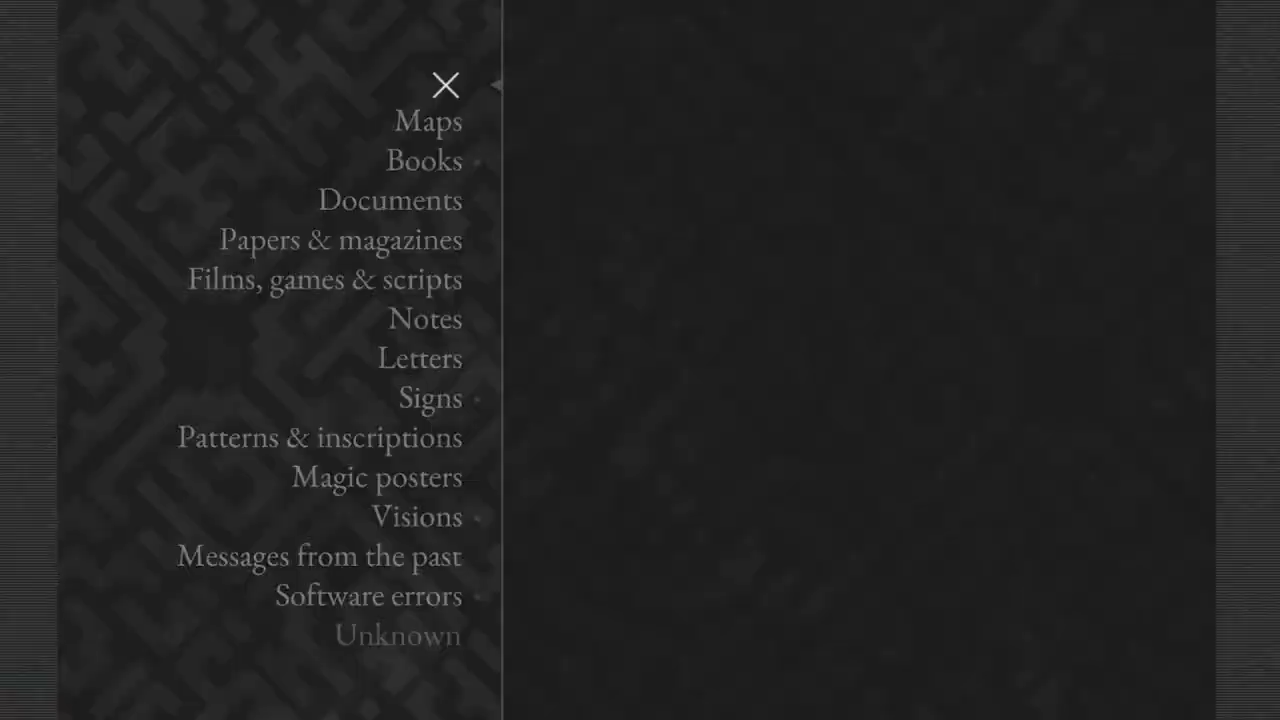 Maps
Books
Documents
Papers & magazines
Films, games & scripts
Notes
Letters
Signs
Patterns & inscriptions
Magic posters
Visions
Messages from the past
Software errors
Unknown